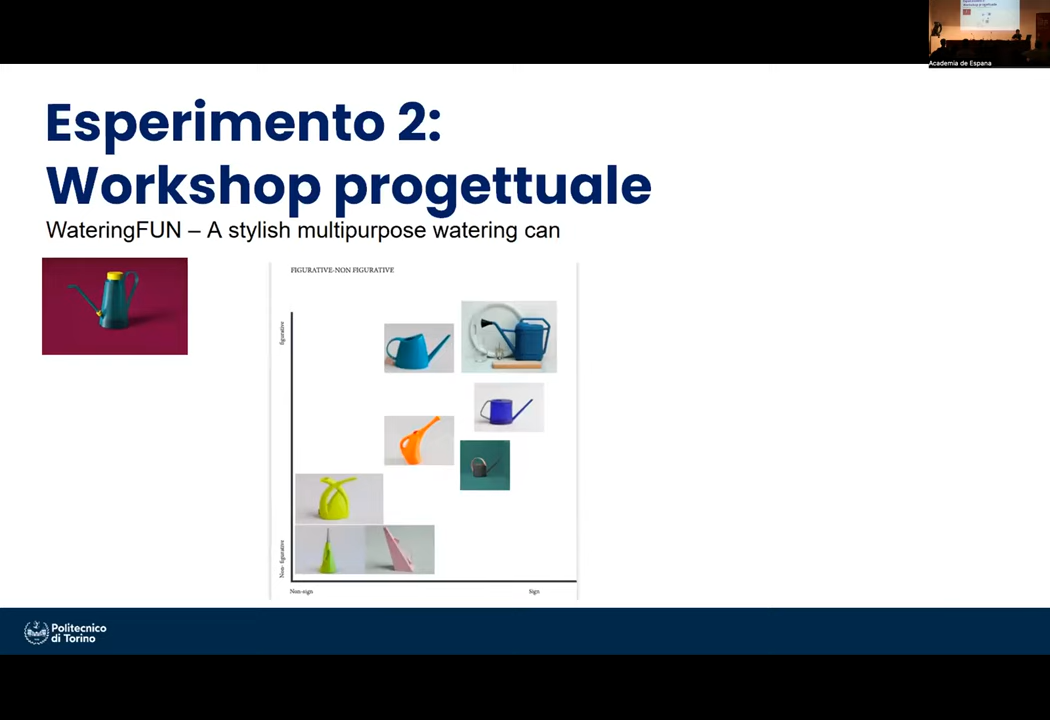 Academia de Espana
Esperimento 2:
Workshop progettuale
WateringFUN – A stylish multipurpose watering can
FIGURATIVE-NON FIGURATIVE
figurative
Non- figurative
Non-sign
Sign
Politecnico
di Torino